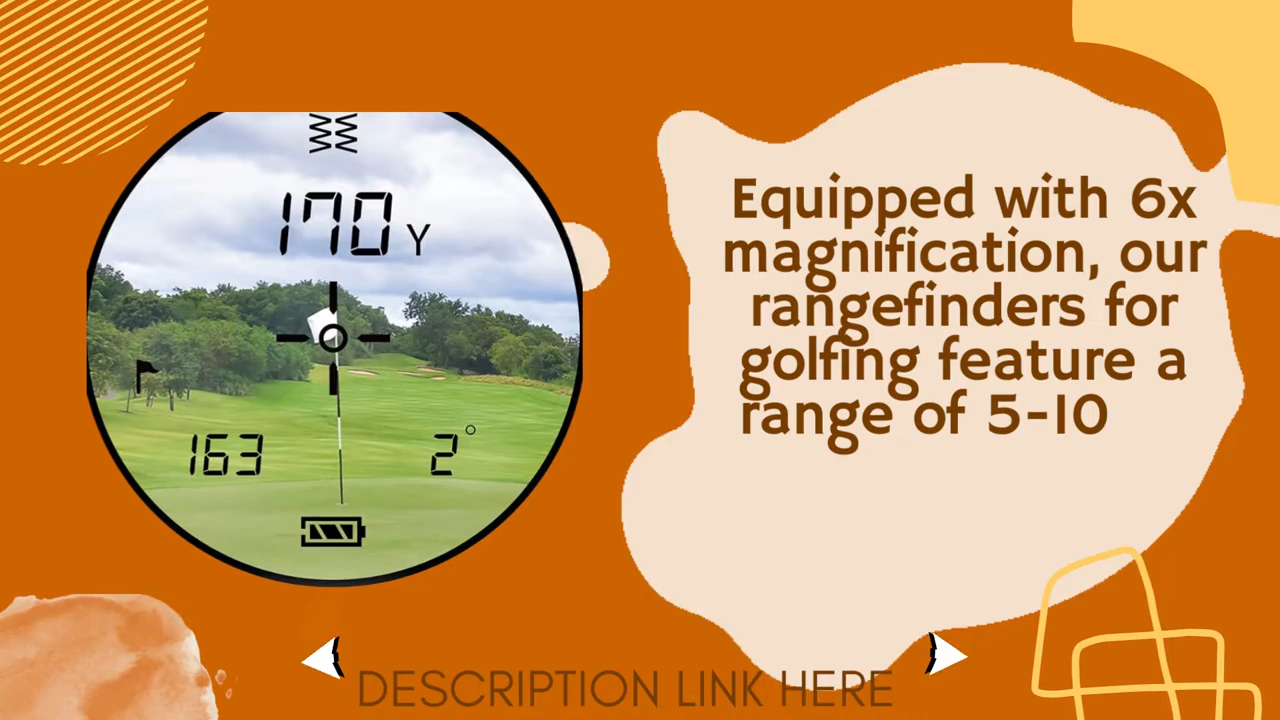 170 Y
163 2°
Equipped with 6x
magnification, our
rangefinders for
golfing feature a
range of 5-10
DESCRIPTION LINK HERE